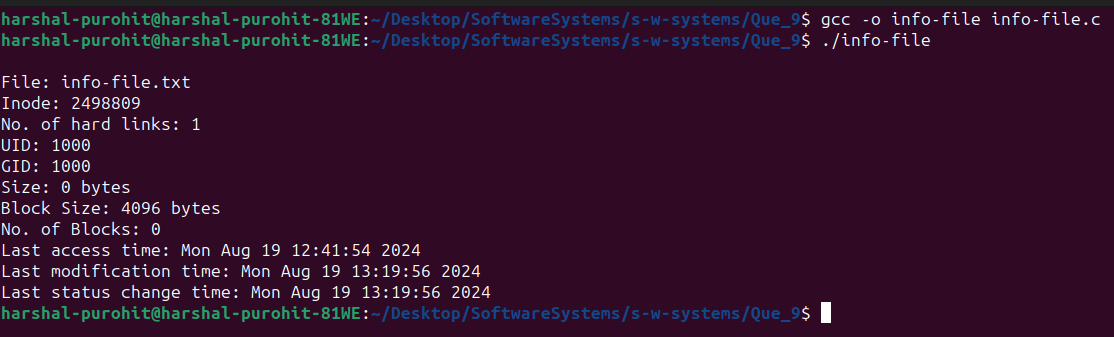 harshal-purohit@harshal-purohit-81WE:~/Desktop/SoftwareSystems/s-w-systems/Que_9$ gcc -o info-file info-file.c
harshal-purohit@harshal-purohit-81WE:~/Desktop/SoftwareSystems/s-w-systems/Que_9$ ./info-file
File: info-file.txt
Inode: 2498809
No. of hard links: 1
UID: 1000
GID: 1000
Size: 0 bytes
Block Size: 4096 bytes
No. of Blocks: 0
Last access time: Mon Aug 19 12:41:54 2024
Last modification time: Mon Aug 19 13:19:56 2024
Last status change time: Mon Aug 19 13:19:56 2024
harshal-purohit@harshal-purohit-81WE:~/Desktop/SoftwareSystems/s-w-systems/Que_9$